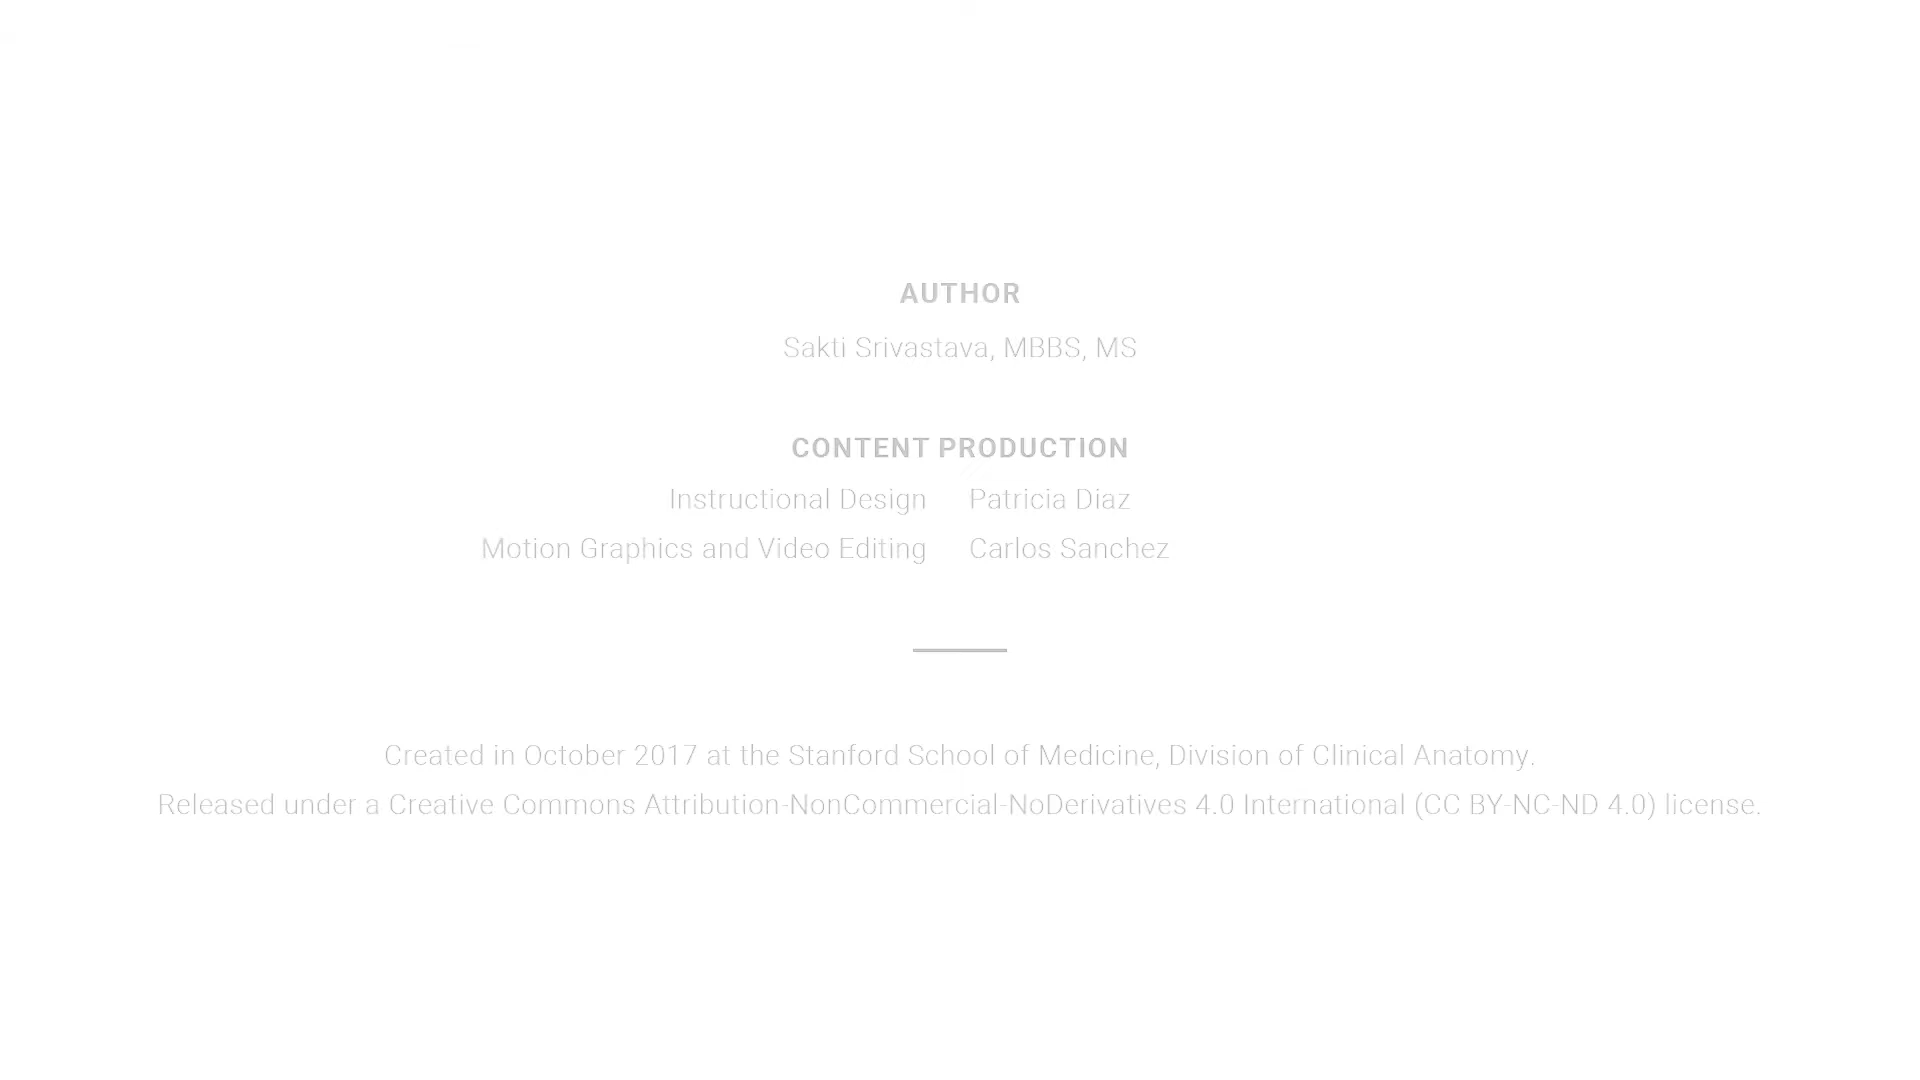 AUTHOR
Sakti Srivastava, MBBS, MS
CONTENT PRODUCTION
Instructional Design Patricia Diaz
Motion Graphics and Video Editing Carlos Sanchez
Created in October 2017 at the Stanford School of Medicine, Division of Clinical Anatomy.
Released under a Creative Commons Attribution-NonCommercial-NoDerivatives 4.0 International (CC BY-NC-ND 4.0) license.